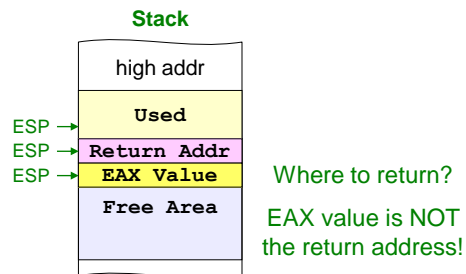 Stack
high addr
ESP → Used
ESP → Return Addr
ESP → EAX Value
Where to return?
Free Area
EAX value is NOT
the return address!